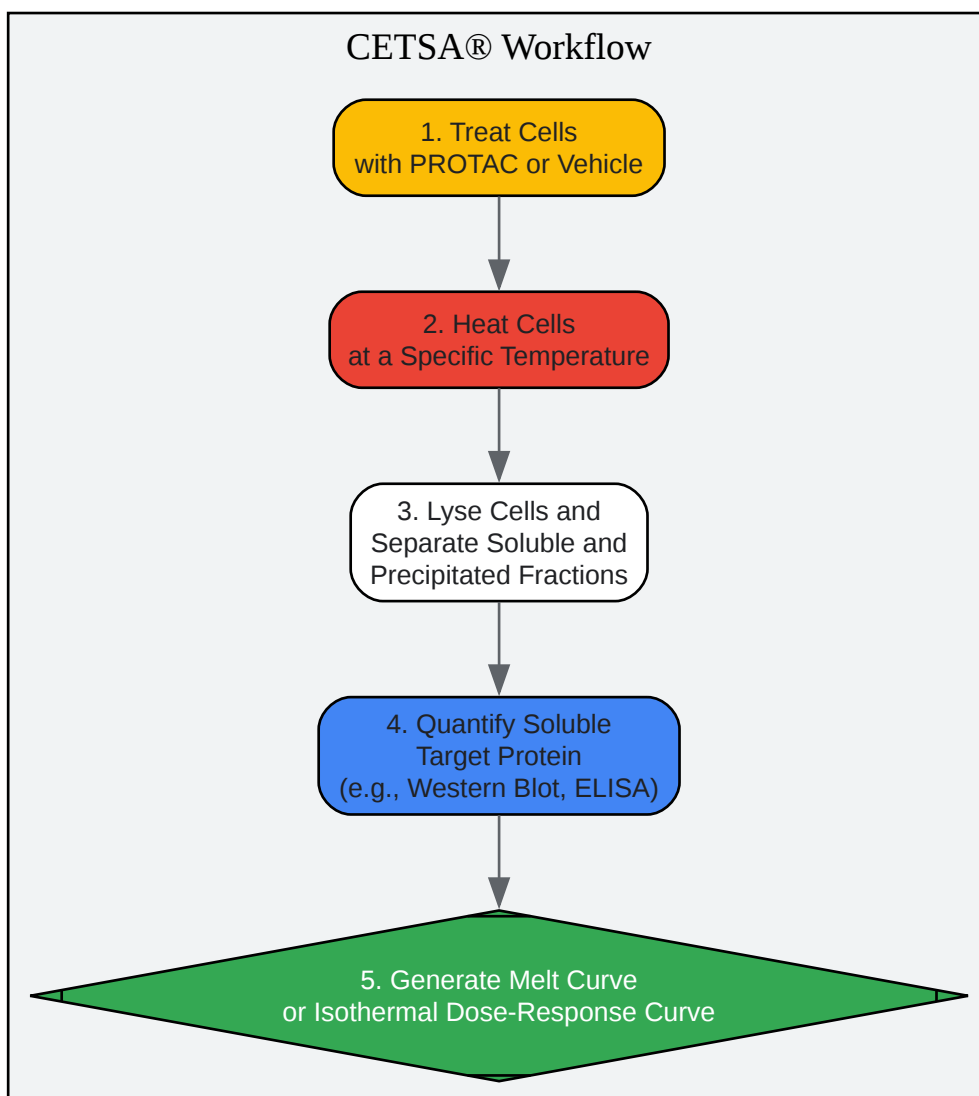 CETSA® Workflow
1. Treat Cells
with PROTAC or Vehicle
2. Heat Cells
at a Specific Temperature
3. Lyse Cells and
Separate Soluble and
Precipitated Fractions
4. Quantify Soluble
Target Protein
(e.g., Western Blot, ELISA)
5. Generate Melt Curve
or Isothermal Dose-Response Curve